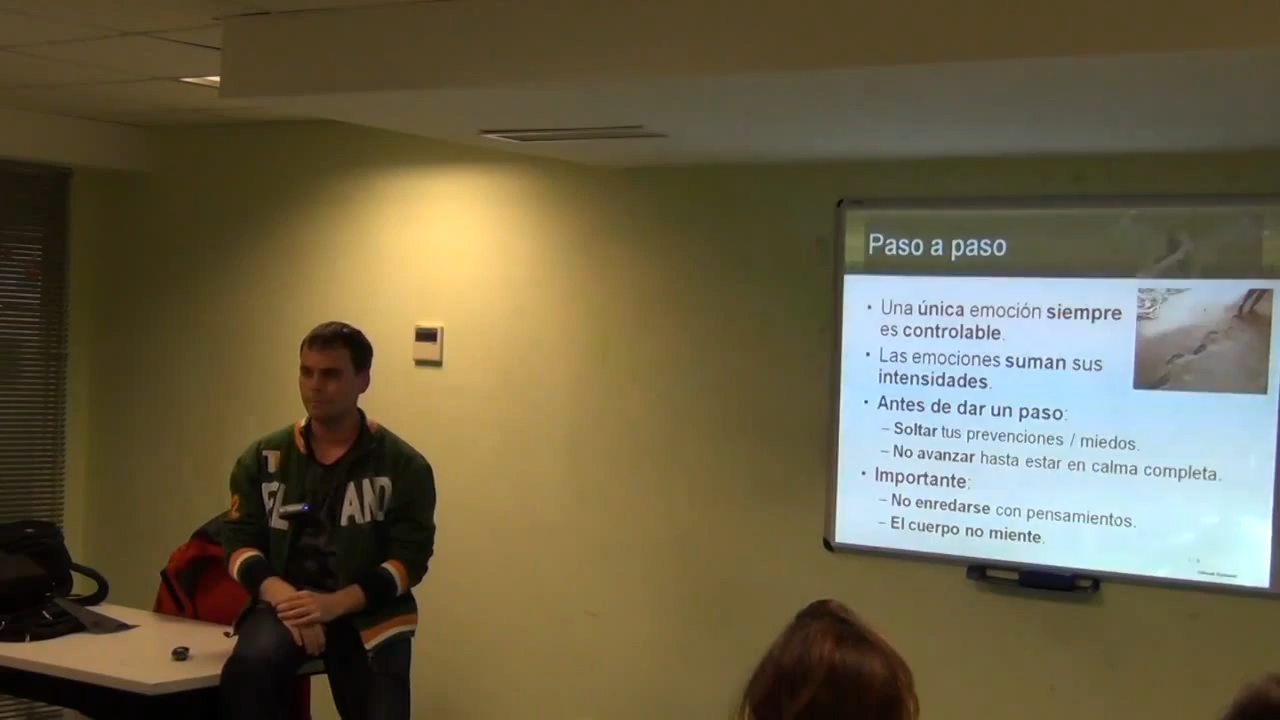 Paso a paso
• Una única emoción siempre
es controlable.
• Las emociones suman sus
intensidades.
• Antes de dar un paso:
– Soltar tus prevenciones / miedos.
– No avanzar hasta estar en calma completa.
• Importante:
– No enredarse con pensamientos.
– El cuerpo no miente.